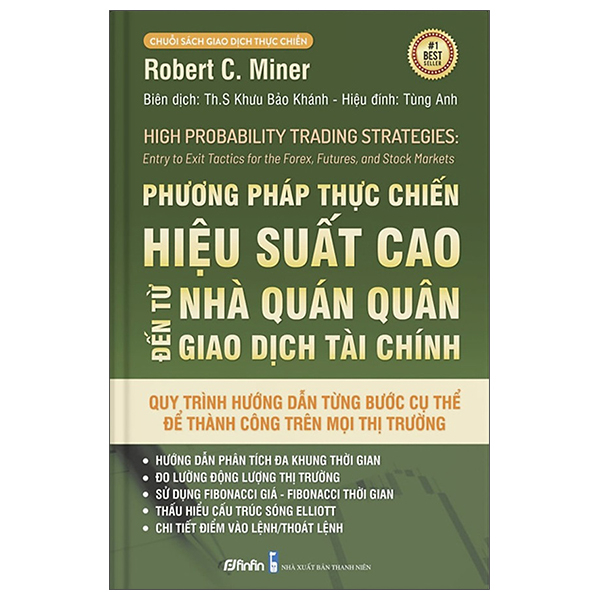 CHUỖI SÁCH GIAO DỊCH THỰC CHIẾN
Robert C. Miner
#1
BEST
SELLER
Biên dịch: Th.S Khưu Bảo Khánh - Hiệu đính: Tùng Anh
HIGH PROBABILITY TRADING STRATEGIES:
Entry to Exit Tactics for the Forex, Futures, and Stock Markets
PHƯƠNG PHÁP THỰC CHIẾN
HIỆU SUẤT CAO
ĐẾN TỪ
NHÀ QUÁN QUÂN
GIAO DỊCH TÀI CHÍNH
QUY TRÌNH HƯỚNG DẪN TỪNG BƯỚC CỤ THỂ
ĐỂ THÀNH CÔNG TRÊN MỌI THỊ TRƯỜNG
• HƯỚNG DẪN PHÂN TÍCH ĐA KHUNG THỜI GIAN
• ĐO LƯỜNG ĐỘNG LƯỢNG THỊ TRƯỜNG
• SỬ DỤNG FIBONACCI GIÁ - FIBONACCI THỜI GIAN
• THẤU HIỂU CẤU TRÚC SÓNG ELLIOTT
• CHI TIẾT ĐIỂM VÀO LỆNH/THOÁT LỆNH
finfin
NHÀ XUẤT BẢN THANH NIÊN